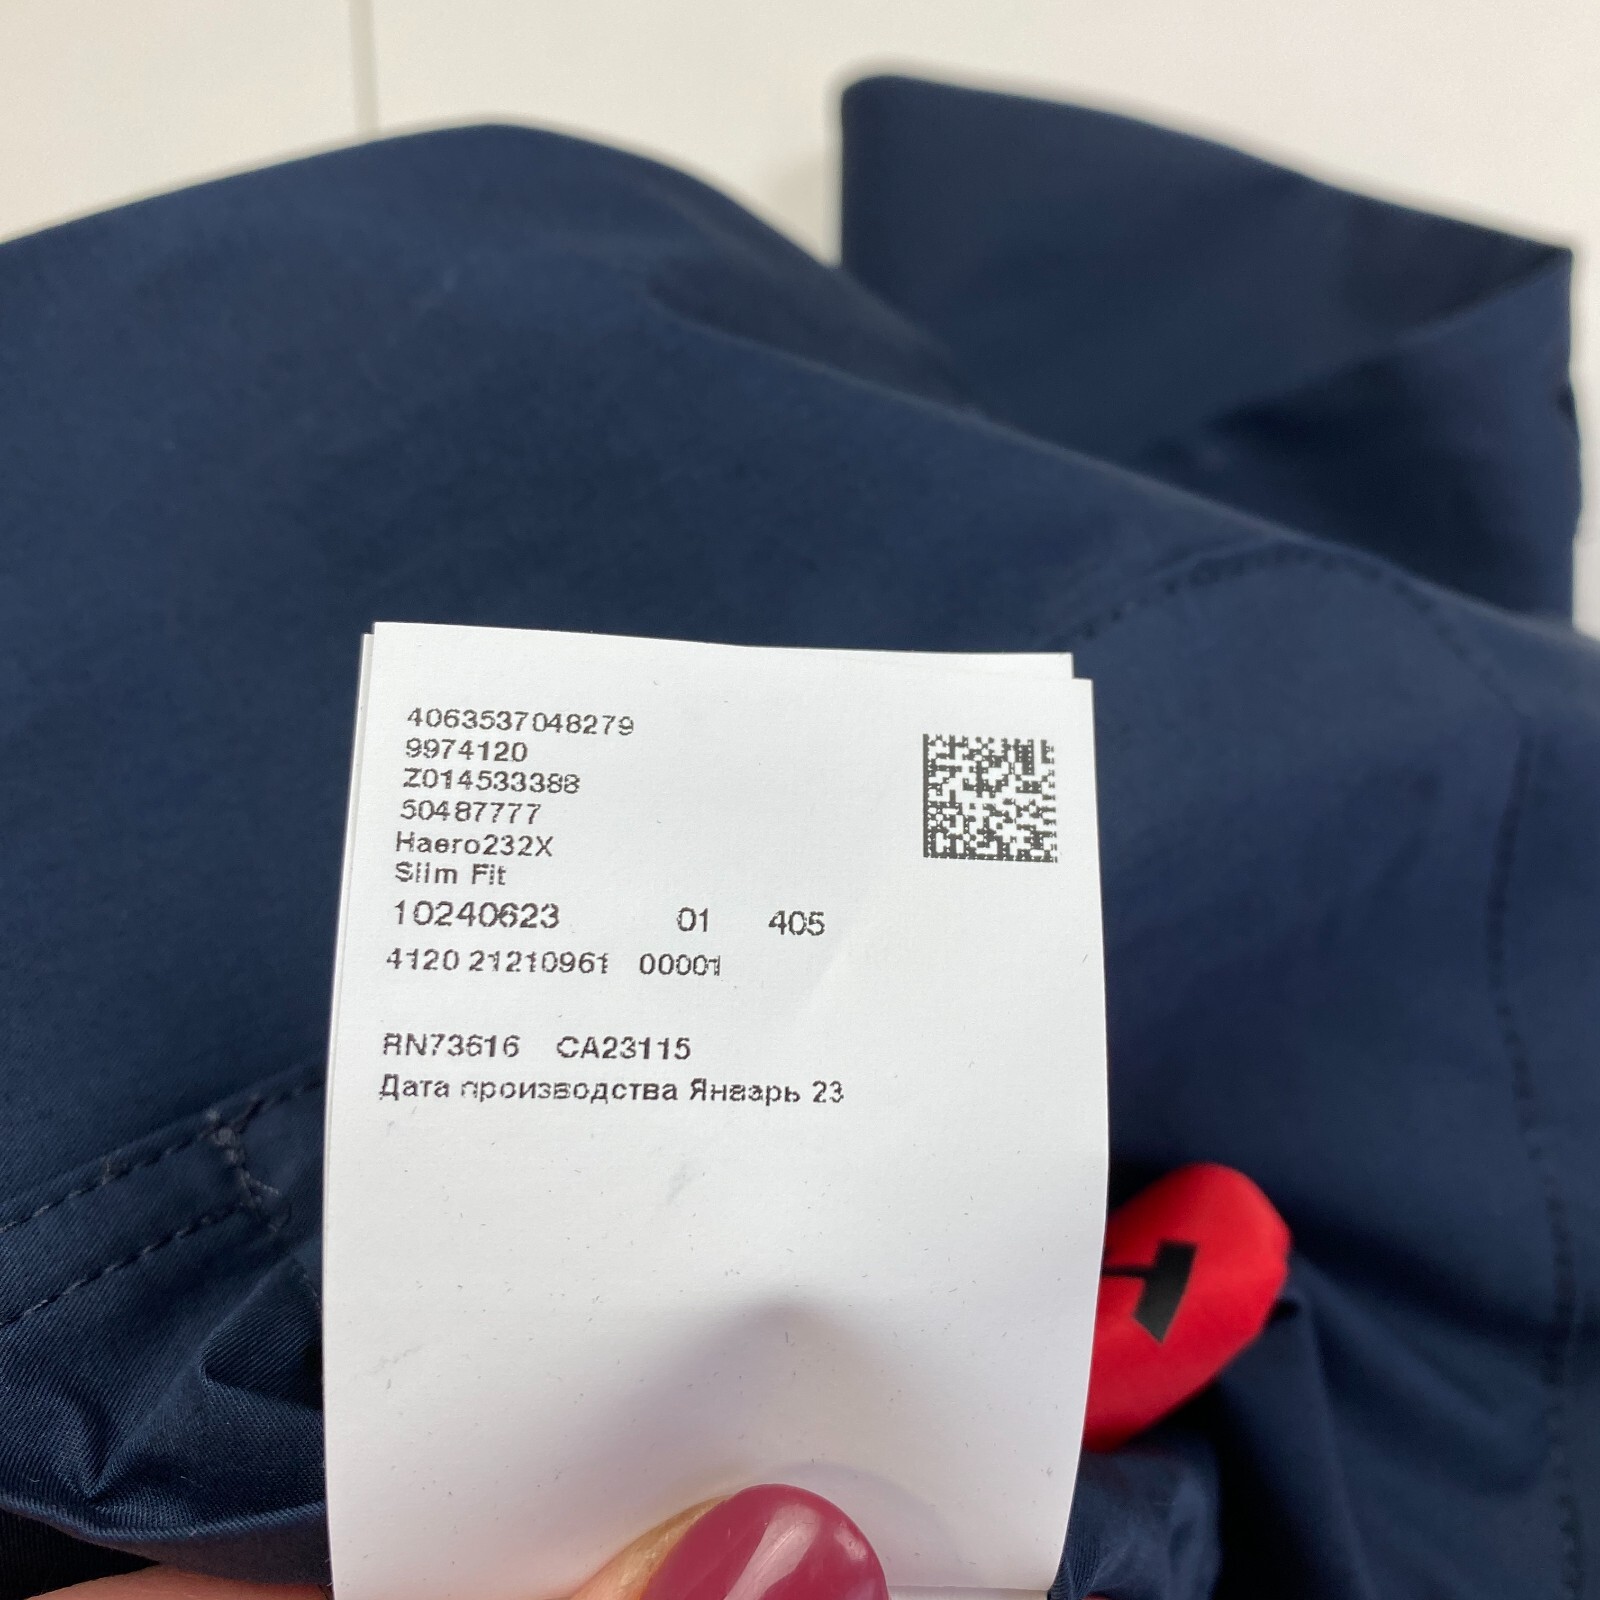 4063537048279
9974120
Z014533388
50487777
Haero232X
Slim Fit
10240623 01 405
4120 21210961 00001
RN73616 CA23115
Дата производства Январь 23